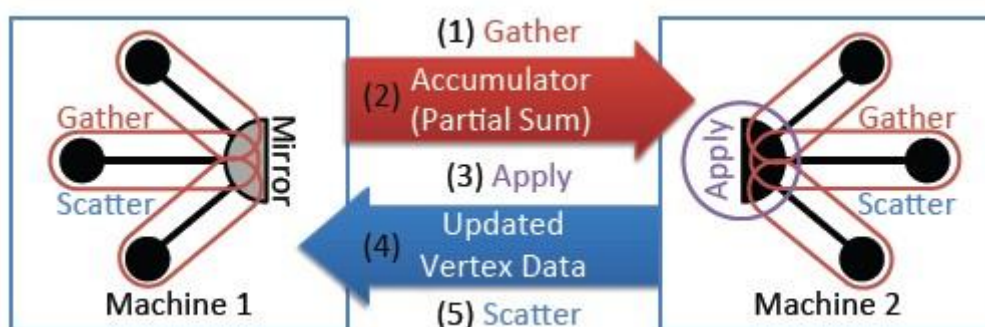 (1) Gather
Gather
Scatter
Mirror
Machine 1
(2) Accumulator
(Partial Sum)
(3) Apply
(4) Updated
Vertex Data
(5) Scatter
Apply
Gather
Scatter
Machine 2